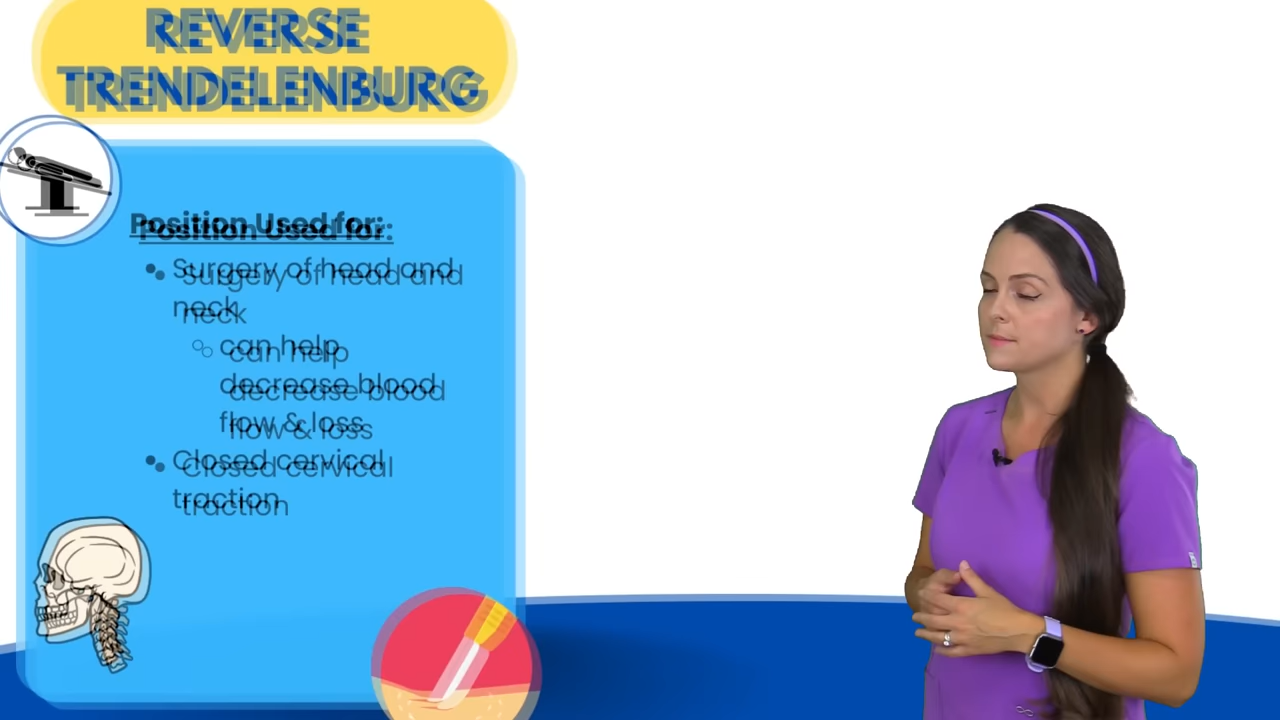 REVERSE
TRENDELENBURG
Position Used for:
• Surgery of head and
neck
○ can help
decrease blood
flow & loss
• Closed cervical
traction